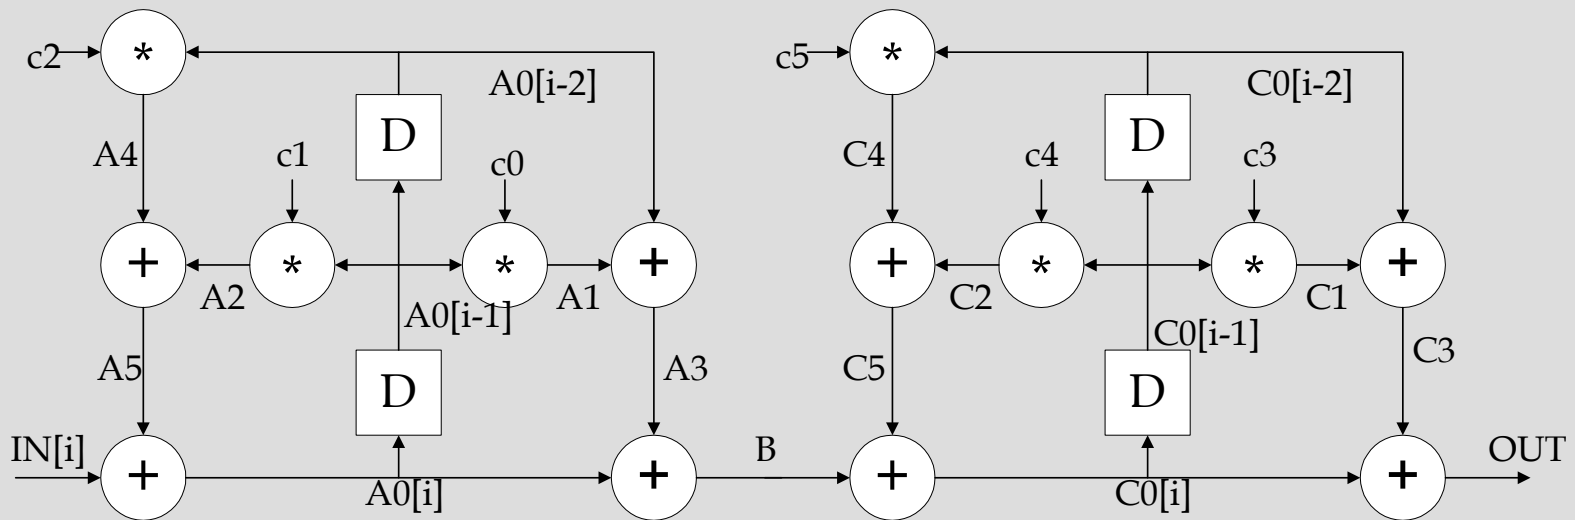 c2
*
A0[i-2]
c5
*
C0[i-2]
D
D
A4
c1
c0
C4
c4
c3
+
*
*
+
+
*
*
+
A2
A1
C2
C1
A0[i-1]
C0[i-1]
A5
D
A3
C5
D
C3
IN[i]
+
+
B
+
+
OUT
A0[i]
C0[i]